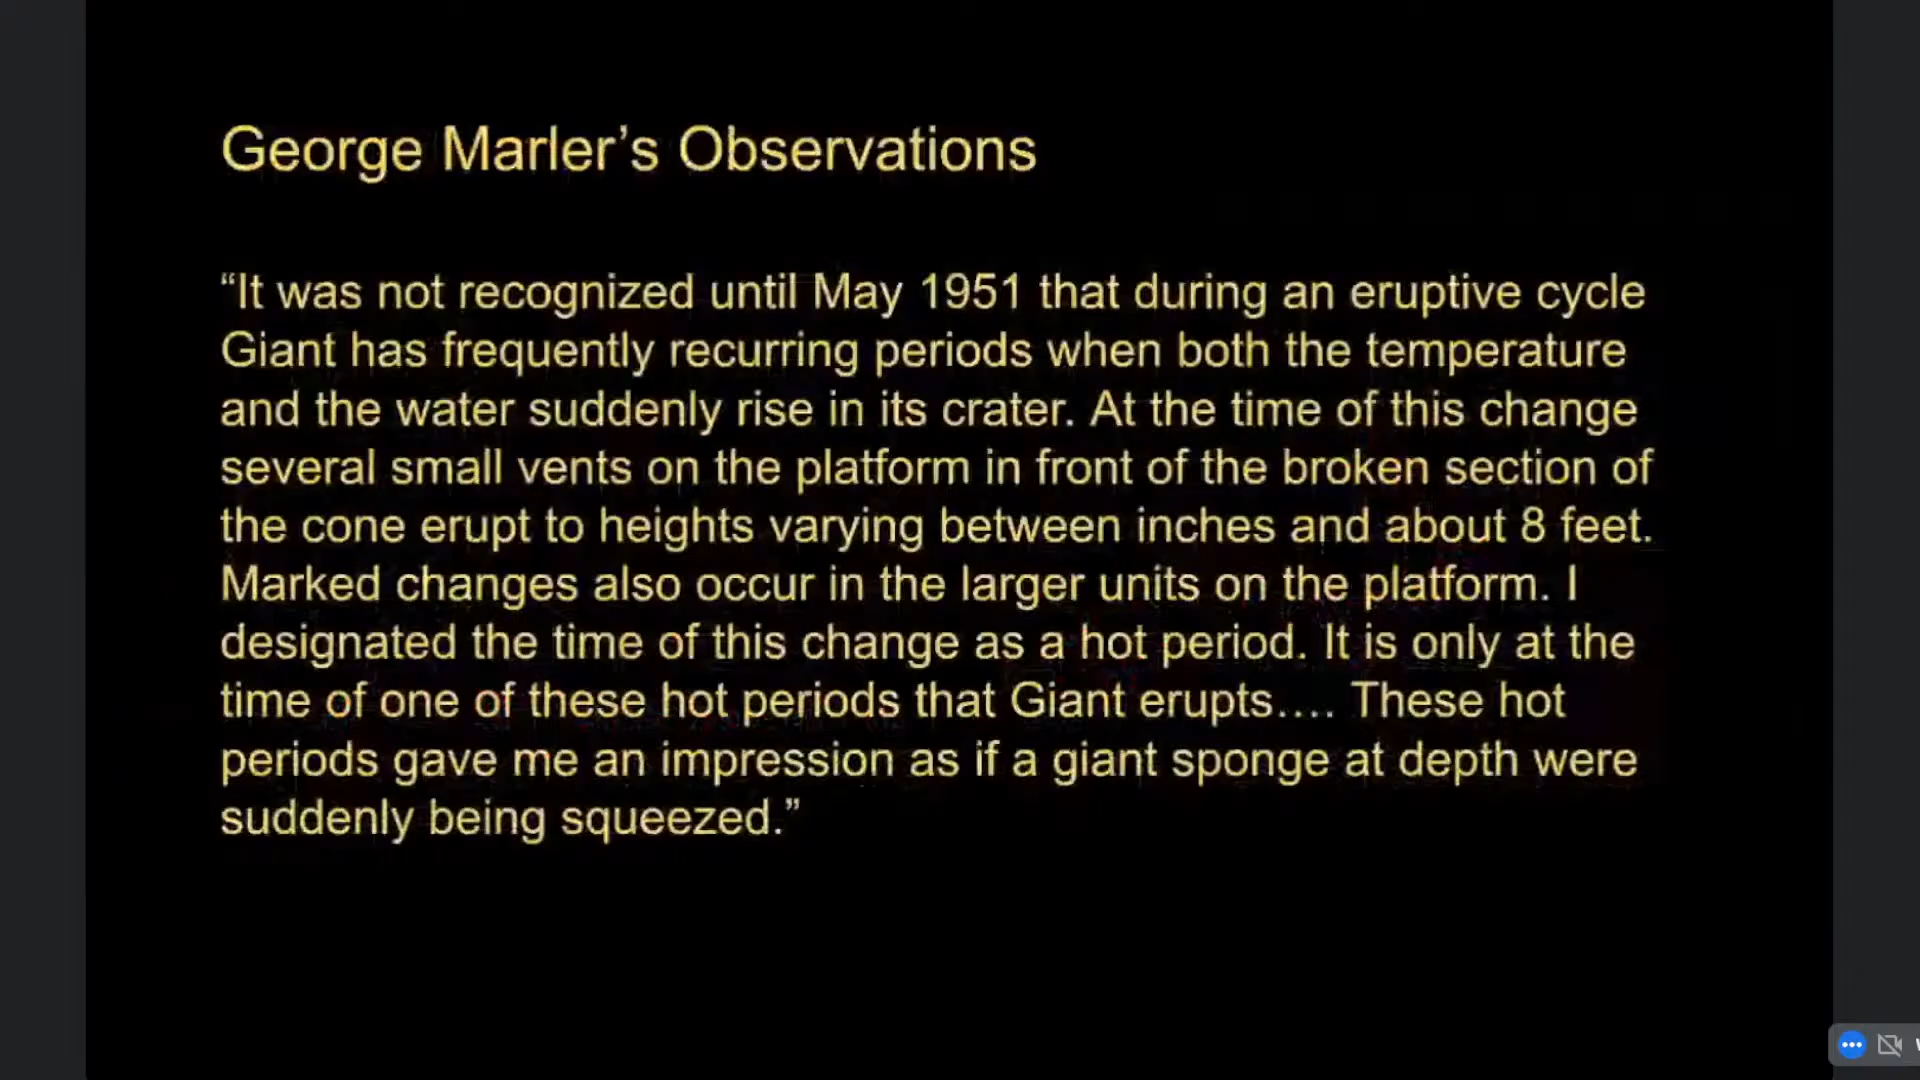 George Marler’s Observations
“It was not recognized until May 1951 that during an eruptive cycle
Giant has frequently recurring periods when both the temperature
and the water suddenly rise in its crater. At the time of this change
several small vents on the platform in front of the broken section of
the cone erupt to heights varying between inches and about 8 feet.
Marked changes also occur in the larger units on the platform. I
designated the time of this change as a hot period. It is only at the
time of one of these hot periods that Giant erupts…. These hot
periods gave me an impression as if a giant sponge at depth were
suddenly being squeezed.”